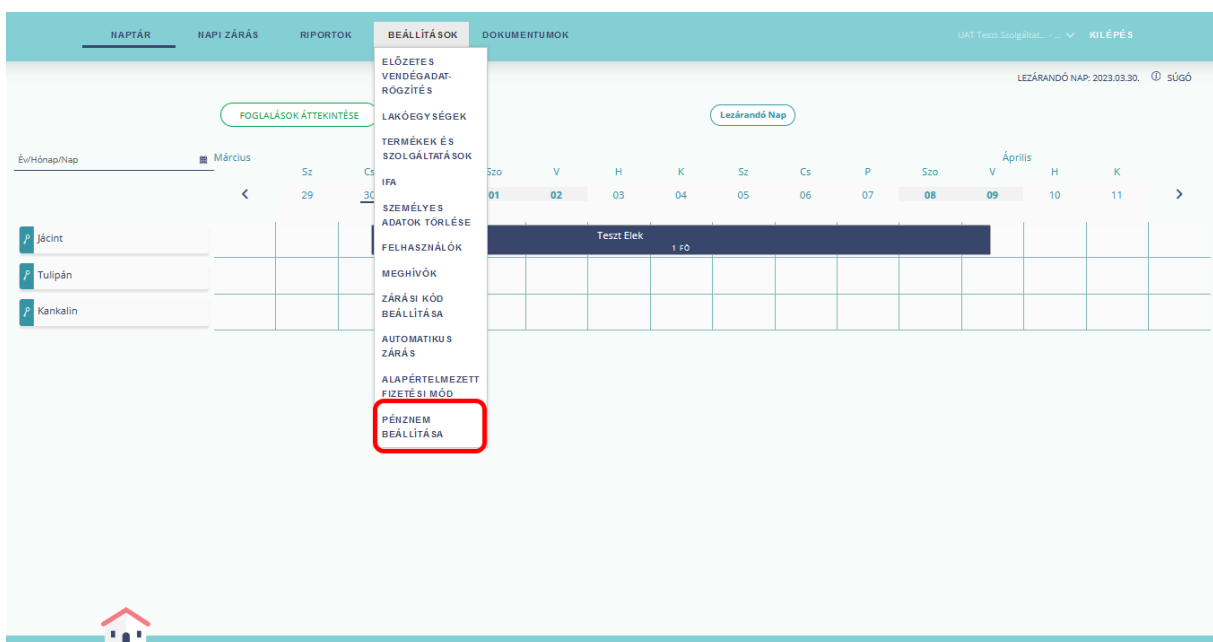 NAPTÁR NAPI ZÁRÁS RIPORTOK BEÁLLÍTÁSOK DOKUMENTUMOK UAT Teszt Szolgáltat... - ... KILÉPÉS
LEZÁRANDÓ NAP: 2023.03.30. SÚGÓ
FOGLALÁSOK ÁTTEKINTÉSE Lezárandó Nap
ELŐZETES
VENDÉGADAT-
RÖGZÍTÉS
LAKÓEGYSÉGEK
TERMÉKEK ÉS
SZOLGÁLTATÁSOK
IFA
SZEMÉLYES
ADATOK TÖRLÉSE
FELHASZNÁLÓK
MEGHÍVÓK
ZÁRÁSI KÓD
BEÁLLÍTÁSA
AUTOMATIKUS
ZÁRÁS
ALAPÉRTELMEZETT
FIZETÉSI MÓD
PÉNZNEM
BEÁLLÍTÁSA
Év/Hónap/Nap Március Április
Sz Cs Szo V H K Sz Cs P Szo V H K
29 30 01 02 03 04 05 06 07 08 09 10 11
Jácint Teszt Elek
1 FŐ
Tulipán
Kankalin